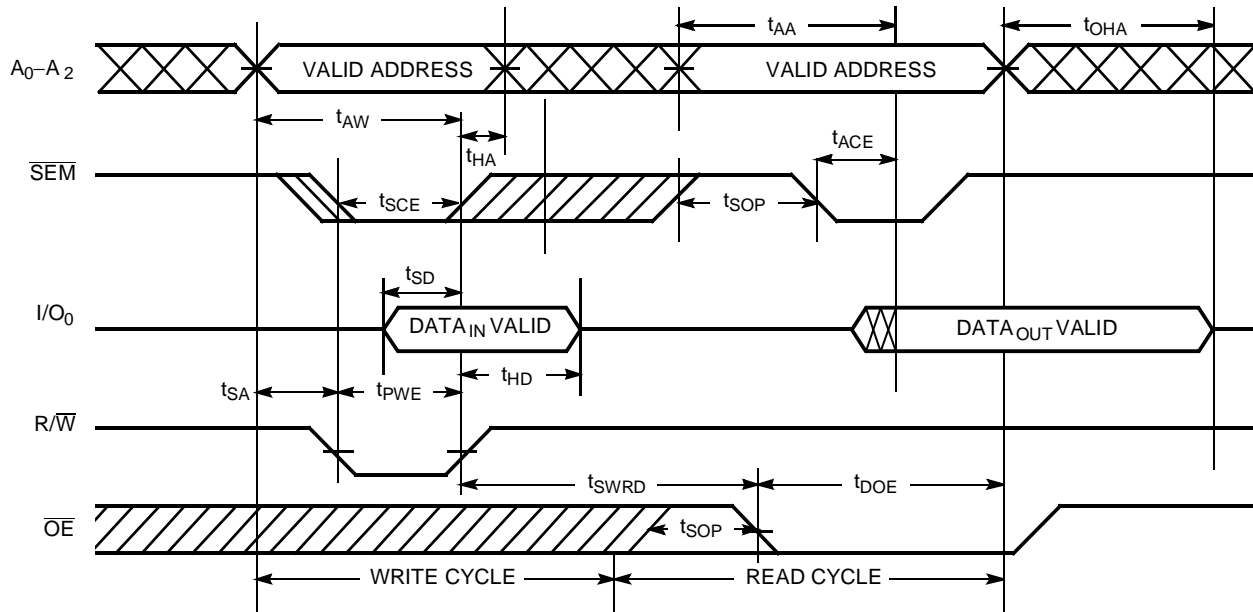 tAA
tOHA
A0–A2
VALID ADDRESS
VALID ADDRESS
tAW
tHA
tACE
SEM
tSCE
tSOP
tSD
I/O0
DATAIN VALID
DATAOUT VALID
tSA
tPWE
tHD
R/W
tSWRD
tDOE
OE
tSOP
WRITE CYCLE
READ CYCLE